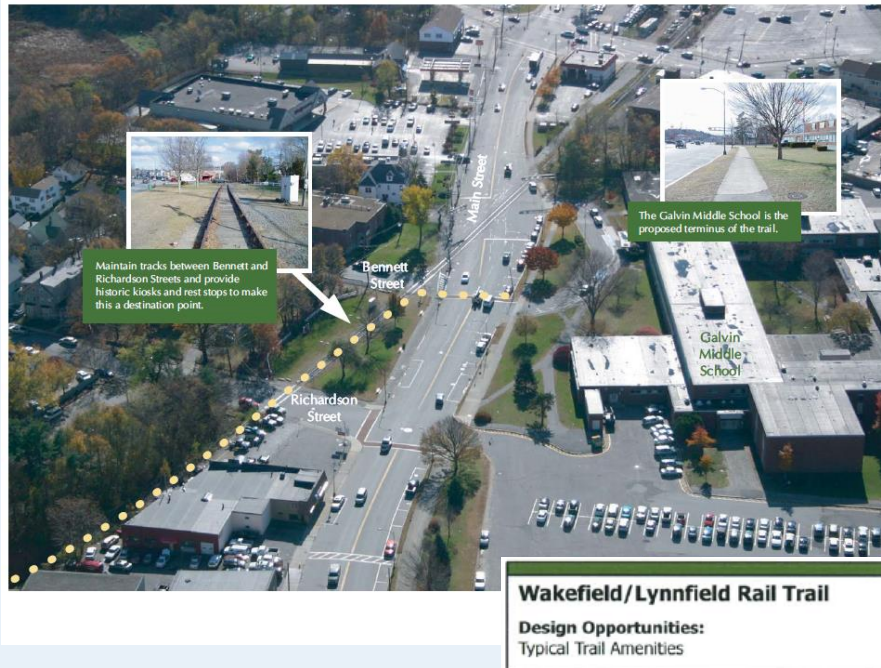 Main Street
The Galvin Middle School is the
proposed terminus of the trail.
Maintain tracks between Bennett and
Richardson Streets and provide
historic kiosks and rest stops to make
this a destination point.
Bennett
Street
Galvin
Middle
School
Richardson
Street
Wakefield/Lynnfield Rail Trail
Design Opportunities:
Typical Trail Amenities